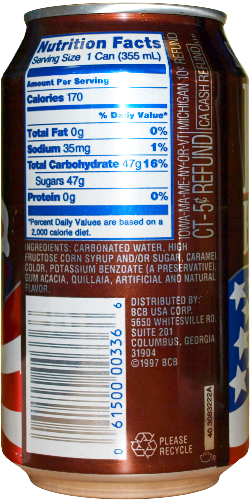 Nutrition Facts
Serving Size 1 Can (355 mL)
Amount Per Serving
Calories 170
% Daily Value*
Total Fat 0g 0%
Sodium 35mg 1%
Total Carbohydrate 47g 16%
Sugars 47g
Protein 0g 0%
*Percent Daily Values are based on a
2,000 calorie diet.
INGREDIENTS: CARBONATED WATER, HIGH
FRUCTOSE CORN SYRUP AND/OR SUGAR, CARAMEL
COLOR, POTASSIUM BENZOATE (A PRESERVATIVE),
GUM ACACIA, QUILLAIA, ARTIFICIAL AND NATURAL
FLAVOR.
DISTRIBUTED BY:
BCB USA CORP.
5650 WHITESVILLE RD.
SUITE 201
COLUMBUS, GEORGIA
31904
©1997 BCB
PLEASE
RECYCLE
0 61500 00336 6
40 3083222A
IOWA-MA-ME-NY-OR-VT MICHIGAN 10¢ REFUND
CT-5¢ REFUND CA CASH REFUND